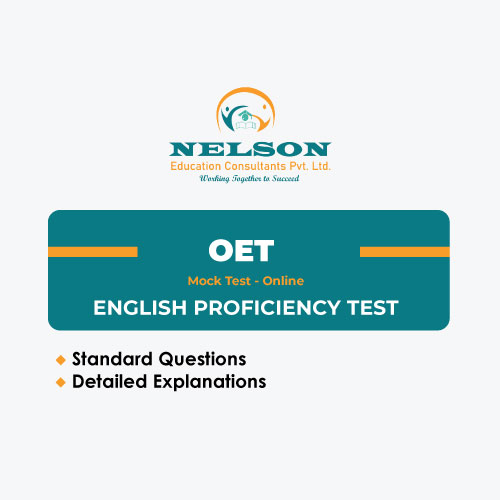 NELSON
Education Consultants Pvt. Ltd.
Working Together to Succeed
OET
Mock Test - Online
ENGLISH PROFICIENCY TEST
Standard Questions
Detailed Explanations